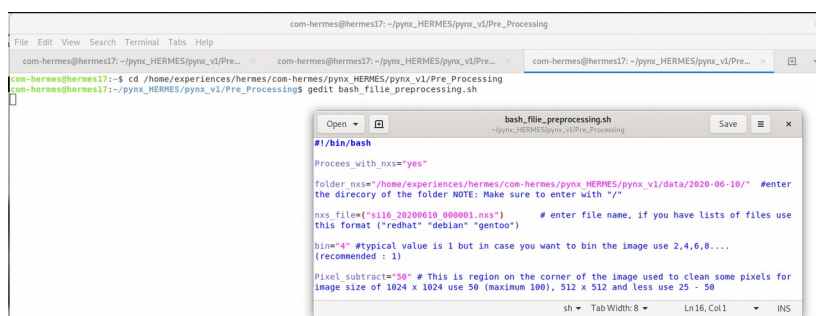 com-hermes@hermes17: ~/pynx_HERMES/pynx_v1/Pre_Processing
File Edit View Search Terminal Tabs Help
com-hermes@hermes17: ~/pynx_HERMES/pynx_v1/Pre... × com-hermes@hermes17: ~/pynx_HERMES/pynx_v1/Pre... × com-hermes@hermes17: ~/pynx_HERMES/pynx_v1/Pre... ×
com-hermes@hermes17:~$ cd /home/experiences/hermes/com-hermes/pynx_HERMES/pynx_v1/Pre_Processing
com-hermes@hermes17:~/pynx_HERMES/pynx_v1/Pre_Processing$ gedit bash_filie_preprocessing.sh
Open bash_filie_preprocessing.sh Save
~/pynx_HERMES/pynx_v1/Pre_Processing
#!/bin/bash
Procees_with_nxs="yes"
folder_nxs="/home/experiences/hermes/com-hermes/pynx_HERMES/pynx_v1/data/2020-06-10/" #enter
the direcory of the folder NOTE: Make sure to enter with "/"
nxs_file=("si16_20200610_000001.nxs") # enter file name, if you have lists of files use
this format ("redhat" "debian" "gentoo")
bin="4" #typical value is 1 but in case you want to bin the image use 2,4,6,8....
(recommended : 1)
Pixel_subtract="50" # This is region on the corner of the image used to clean some pixels for
image size of 1024 x 1024 use 50 (maximum 100), 512 x 512 and less use 25 - 50
sh Tab Width: 8 Ln 16, Col 1 INS